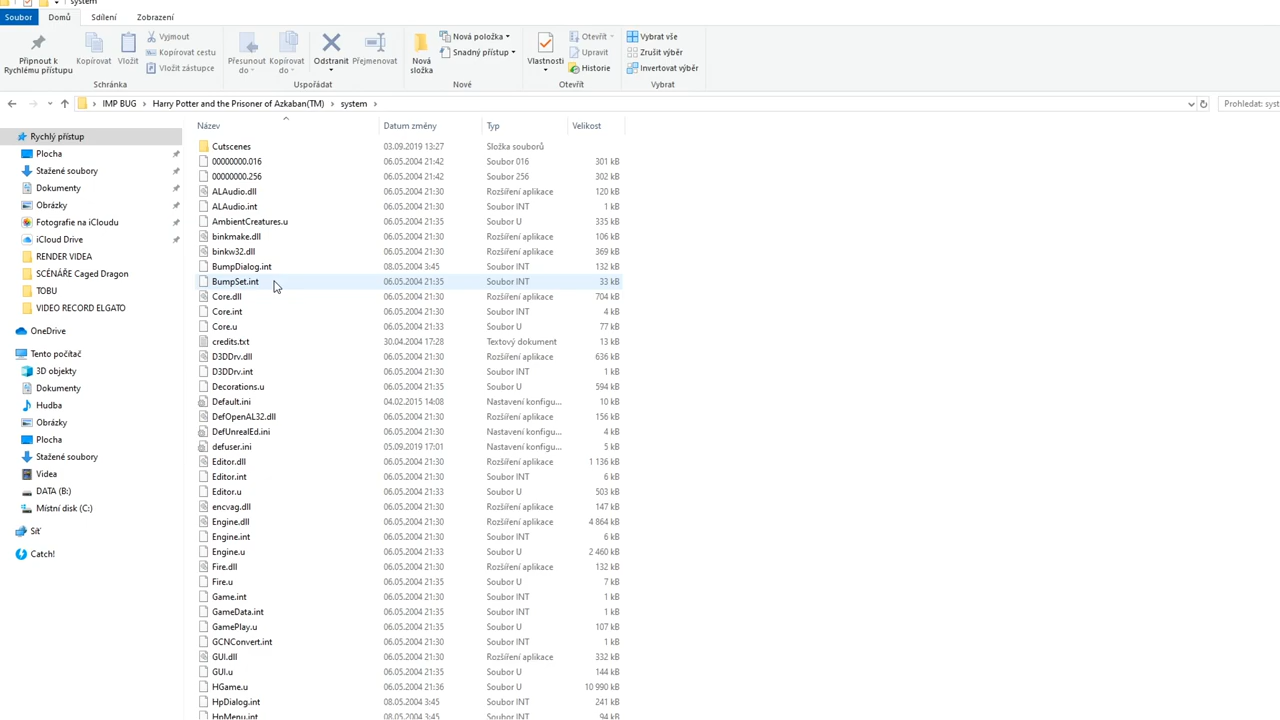 system
Soubor Domů Sdílení Zobrazení
Připnout k Rychlému přístupu
Kopírovat
Vložit
Vyjmout
Kopírovat cestu
Vložit zástupce
Schránka
Přesunout do
Kopírovat do
Odstranit
Přejmenovat
Uspořádat
Nová složka
Nová položka
Snadný přístup
Nové
Vlastnosti
Otevřít
Upravit
Historie
Otevřít
Vybrat vše
Zrušit výběr
Invertovat výběr
Vybrat
IMP BUG > Harry Potter and the Prisoner of Azkaban(TM) > system >
Prohledat: syst
Rychlý přístup
Plocha
Stažené soubory
Dokumenty
Obrázky
Fotografie na iCloudu
iCloud Drive
RENDER VIDEA
SCÉNÁŘE Caged Dragon
TOBU
VIDEO RECORD ELGATO
OneDrive
Tento počítač
3D objekty
Dokumenty
Hudba
Obrázky
Plocha
Stažené soubory
Videa
DATA (B:)
Místní disk (C:)
Síť
Catch!
Název Datum změny Typ Velikost
Cutscenes 03.09.2019 13:27 Složka souborů
00000000.016 06.05.2004 21:42 Soubor 016 301 kB
00000000.256 06.05.2004 21:42 Soubor 256 302 kB
ALAudio.dll 06.05.2004 21:30 Rozšíření aplikace 120 kB
ALAudio.int 06.05.2004 21:30 Soubor INT 1 kB
AmbientCreatures.u 06.05.2004 21:35 Soubor U 335 kB
binkmake.dll 06.05.2004 21:30 Rozšíření aplikace 106 kB
binkw32.dll 06.05.2004 21:30 Rozšíření aplikace 369 kB
BumpDialog.int 08.05.2004 3:45 Soubor INT 132 kB
BumpSet.int 06.05.2004 21:35 Soubor INT 33 kB
Core.dll 06.05.2004 21:30 Rozšíření aplikace 704 kB
Core.int 06.05.2004 21:30 Soubor INT 4 kB
Core.u 06.05.2004 21:33 Soubor U 77 kB
credits.txt 30.04.2004 17:28 Textový dokument 13 kB
D3DDrv.dll 06.05.2004 21:30 Rozšíření aplikace 636 kB
D3DDrv.int 06.05.2004 21:30 Soubor INT 1 kB
Decorations.u 06.05.2004 21:35 Soubor U 594 kB
Default.ini 04.02.2015 14:08 Nastavení konfigu... 10 kB
DefOpenAL32.dll 06.05.2004 21:30 Rozšíření aplikace 156 kB
DefUnrealEd.ini 06.05.2004 21:30 Nastavení konfigu... 4 kB
defuser.ini 05.09.2019 17:01 Nastavení konfigu... 5 kB
Editor.dll 06.05.2004 21:30 Rozšíření aplikace 1 136 kB
Editor.int 06.05.2004 21:30 Soubor INT 6 kB
Editor.u 06.05.2004 21:33 Soubor U 503 kB
encvag.dll 06.05.2004 21:30 Rozšíření aplikace 147 kB
Engine.dll 06.05.2004 21:30 Rozšíření aplikace 4 864 kB
Engine.int 06.05.2004 21:30 Soubor INT 6 kB
Engine.u 06.05.2004 21:33 Soubor U 2 460 kB
Fire.dll 06.05.2004 21:30 Rozšíření aplikace 132 kB
Fire.u 06.05.2004 21:33 Soubor U 7 kB
Game.int 06.05.2004 21:30 Soubor INT 1 kB
GameData.int 06.05.2004 21:35 Soubor INT 1 kB
GamePlay.u 06.05.2004 21:35 Soubor U 107 kB
GCNConvert.int 06.05.2004 21:30 Soubor INT 1 kB
GUI.dll 06.05.2004 21:30 Rozšíření aplikace 332 kB
GUI.u 06.05.2004 21:35 Soubor U 144 kB
HGame.u 06.05.2004 21:36 Soubor U 10 990 kB
HpDialog.int 08.05.2004 3:45 Soubor INT 241 kB
HpMenu.int 08.05.2004 3:45 Soubor INT 94 kB